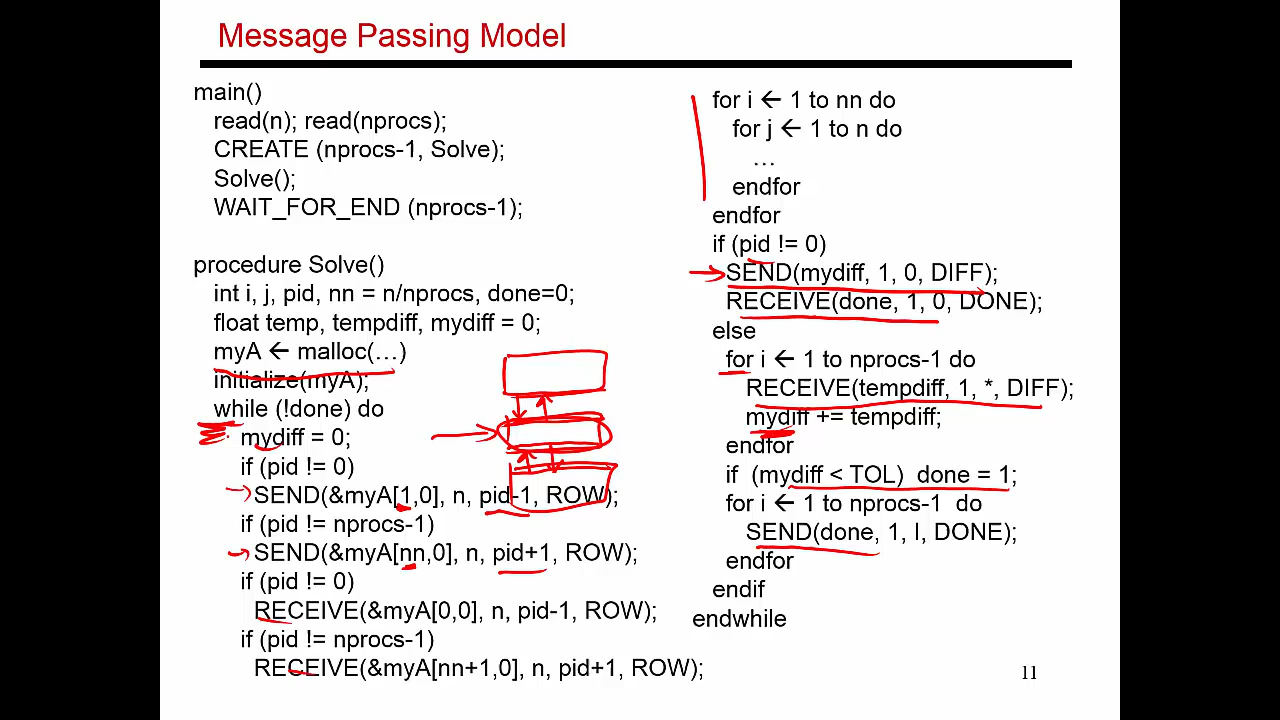 Message Passing Model
main()
read(n); read(nprocs);
CREATE (nprocs-1, Solve);
Solve();
WAIT_FOR_END (nprocs-1);
procedure Solve()
int i, j, pid, nn = n/nprocs, done=0;
float temp, tempdiff, mydiff = 0;
myA ← malloc(…)
initialize(myA);
while (!done) do
mydiff = 0;
if (pid != 0)
SEND(&myA[1,0], n, pid-1, ROW);
if (pid != nprocs-1)
SEND(&myA[nn,0], n, pid+1, ROW);
if (pid != 0)
RECEIVE(&myA[0,0], n, pid-1, ROW);
if (pid != nprocs-1)
RECEIVE(&myA[nn+1,0], n, pid+1, ROW);
for i ← 1 to nn do
for j ← 1 to n do
…
endfor
endfor
if (pid != 0)
SEND(mydiff, 1, 0, DIFF);
RECEIVE(done, 1, 0, DONE);
else
for i ← 1 to nprocs-1 do
RECEIVE(tempdiff, 1, *, DIFF);
mydiff += tempdiff;
endfor
if (mydiff < TOL) done = 1;
for i ← 1 to nprocs-1 do
SEND(done, 1, I, DONE);
endfor
endif
endwhile
11